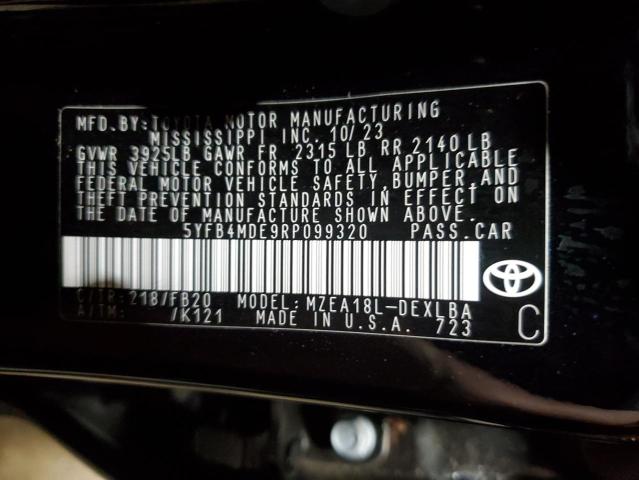 MFD.BY: TOYOTA MOTOR MANUFACTURING
MISSISSIPPI INC. 10/23
GVWR 3925LB GAWR FR 2315 LB RR 2140 LB
THIS VEHICLE CONFORMS TO ALL APPLICABLE
FEDERAL MOTOR VEHICLE SAFETY, BUMPER, AND
THEFT PREVENTION STANDARDS IN EFFECT ON
THE DATE OF MANUFACTURE SHOWN ABOVE.
5YFB4MDE9RP099320 PASS.CAR
C/TR: 218/FB20 MODEL: MZEA18L-DEXLBA
A/TM: /K121 MADE IN U.S.A. 723 C